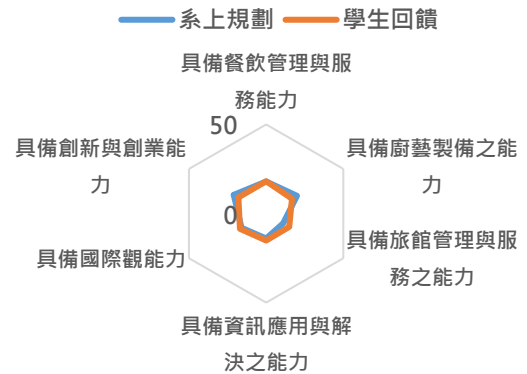 系上規劃 學生回饋
具備餐飲管理與服
務能力
50
具備創新與創業能
力
具備廚藝製備之能
力
0
具備國際觀能力
具備旅館管理與服
務之能力
具備資訊應用與解
決之能力